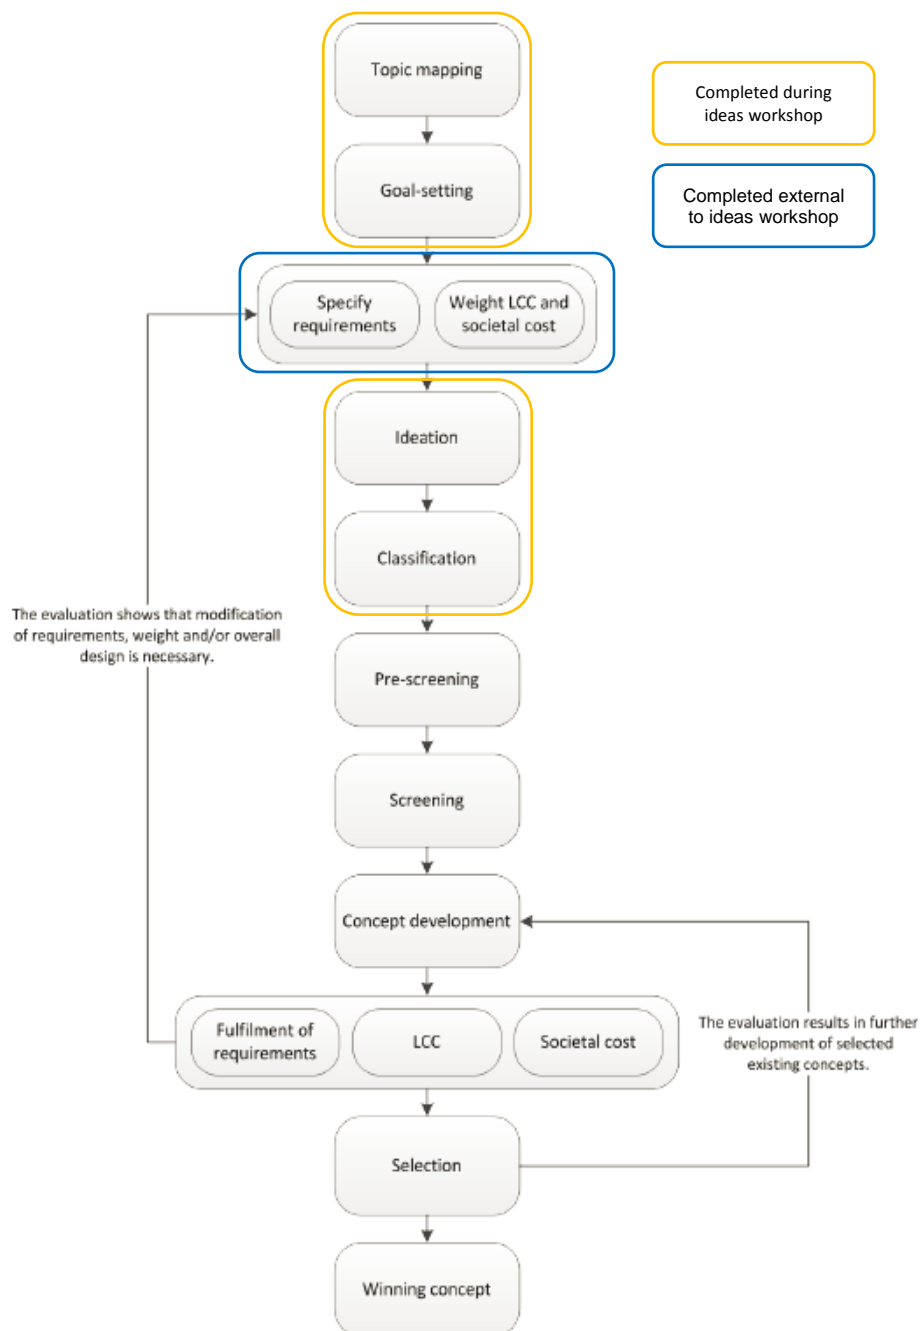 Topic mapping
Completed during
ideas workshop
Goal-setting
Completed external
to ideas workshop
Specify
requirements
Weight LCC and
societal cost
Ideation
Classification
The evaluation shows that modification
of requirements, weight and/or overall
design is necessary.
Pre-screening
Screening
Concept development
Fulfilment of
requirements
LCC
Societal cost
The evaluation results in further
development of selected
existing concepts.
Selection
Winning concept